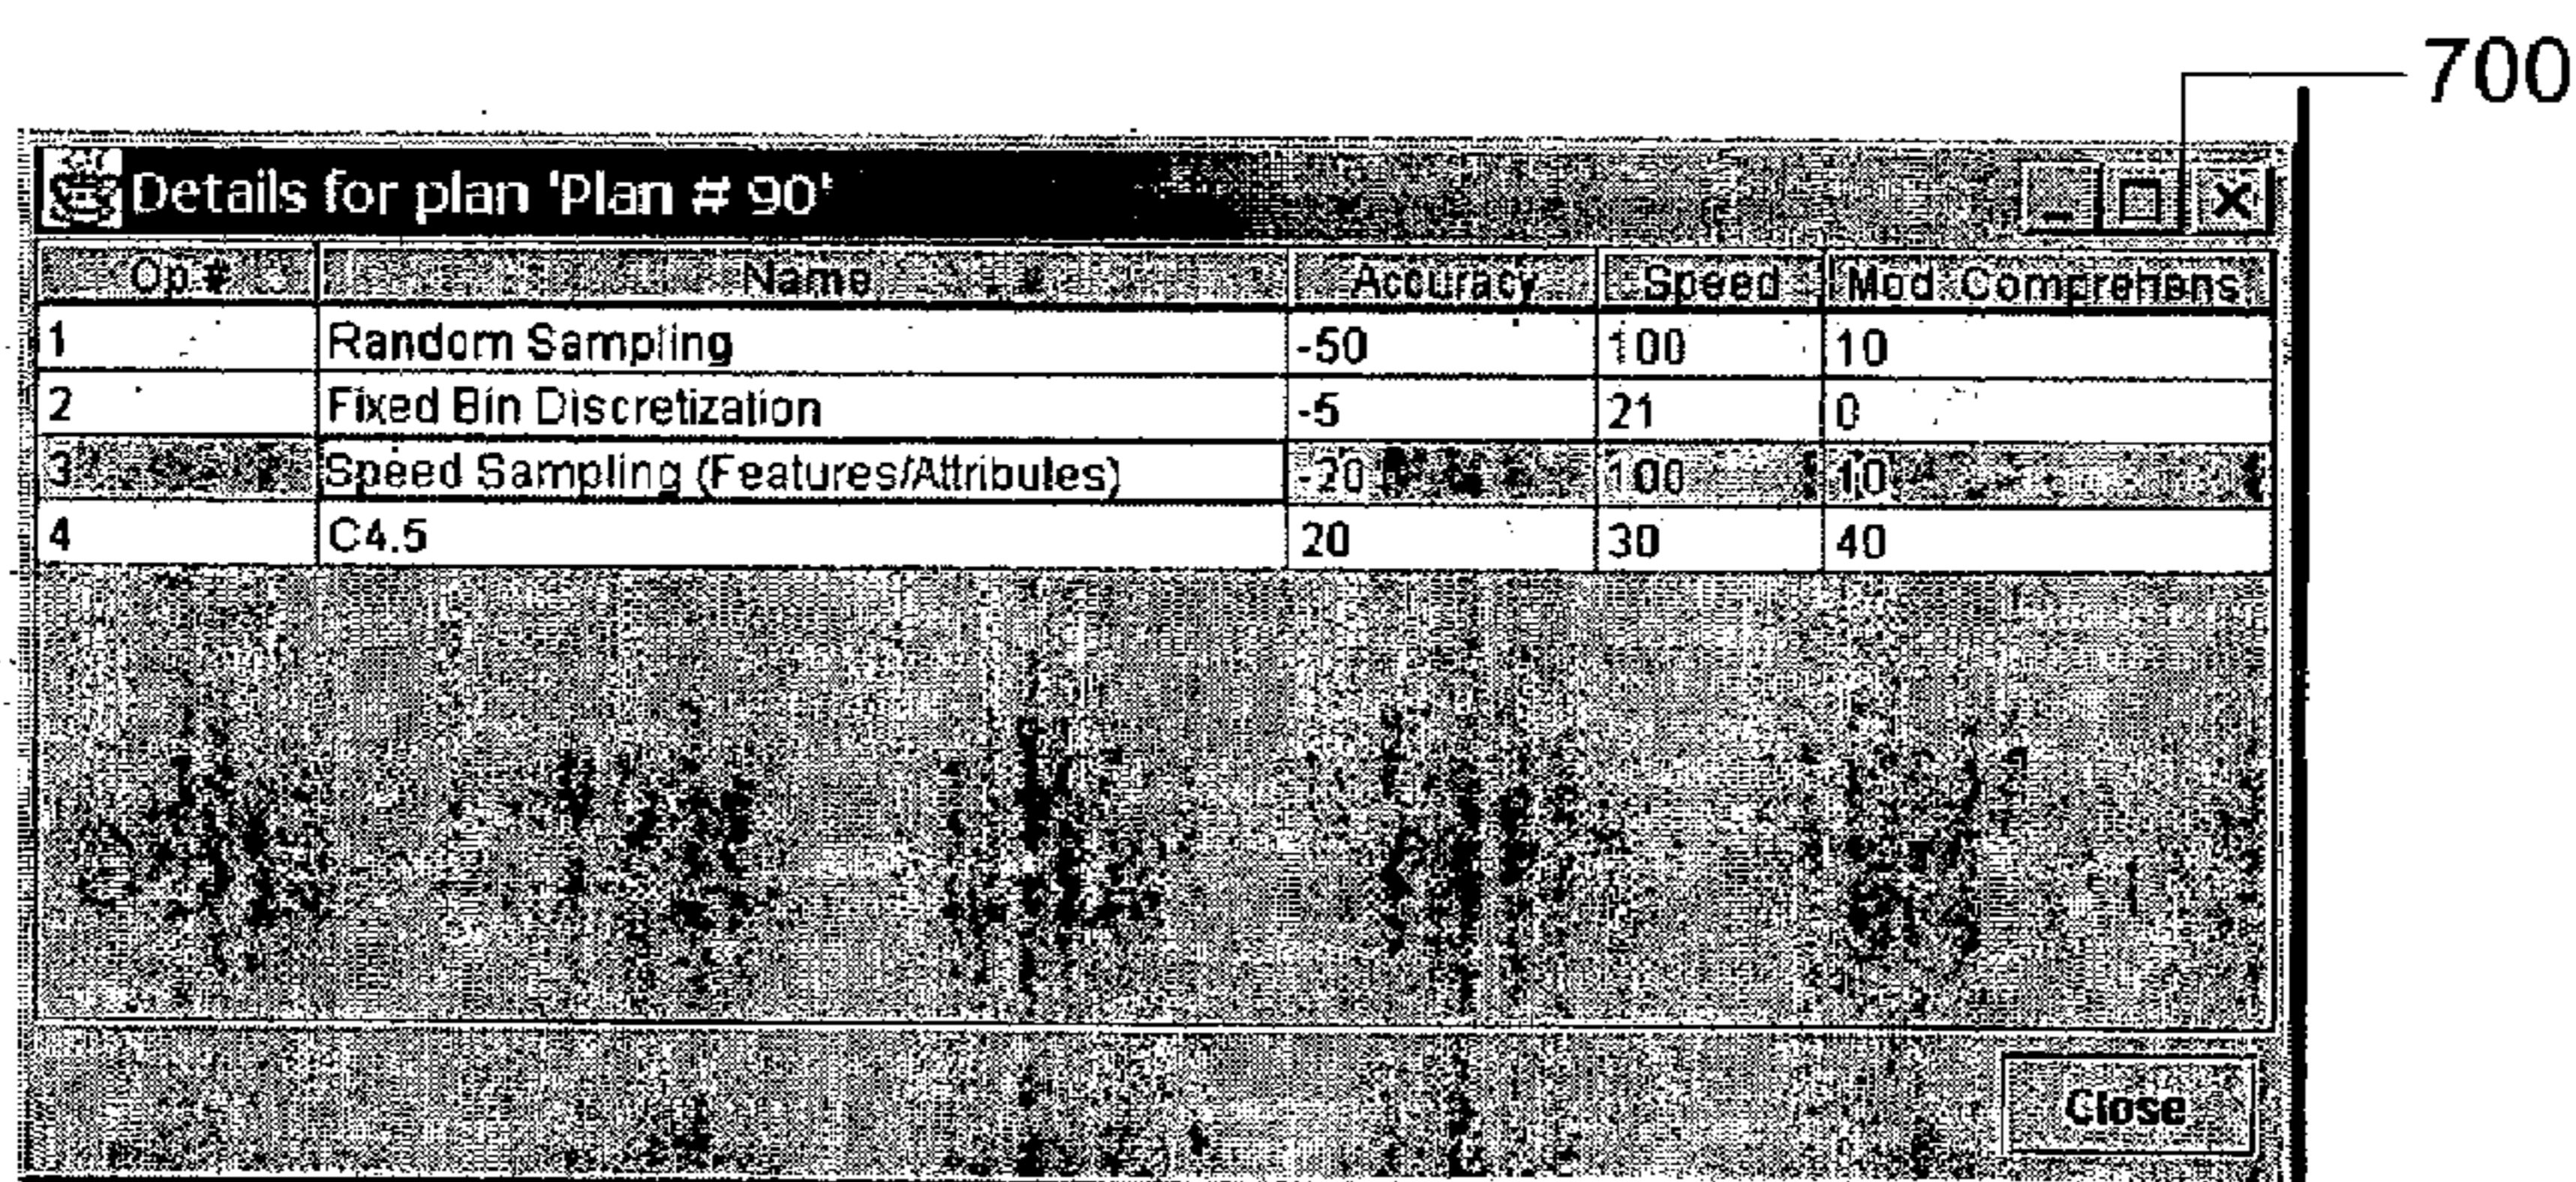 700
Details for plan 'Plan # 90'
Op # Name Accuracy Speed Mod. Comprehens.
1 Random Sampling -50 100 10
2 Fixed Bin Discretization -5 21 0
3 Speed Sampling (Features/Attributes) -20 100 10
4 C4.5 20 30 40
Close